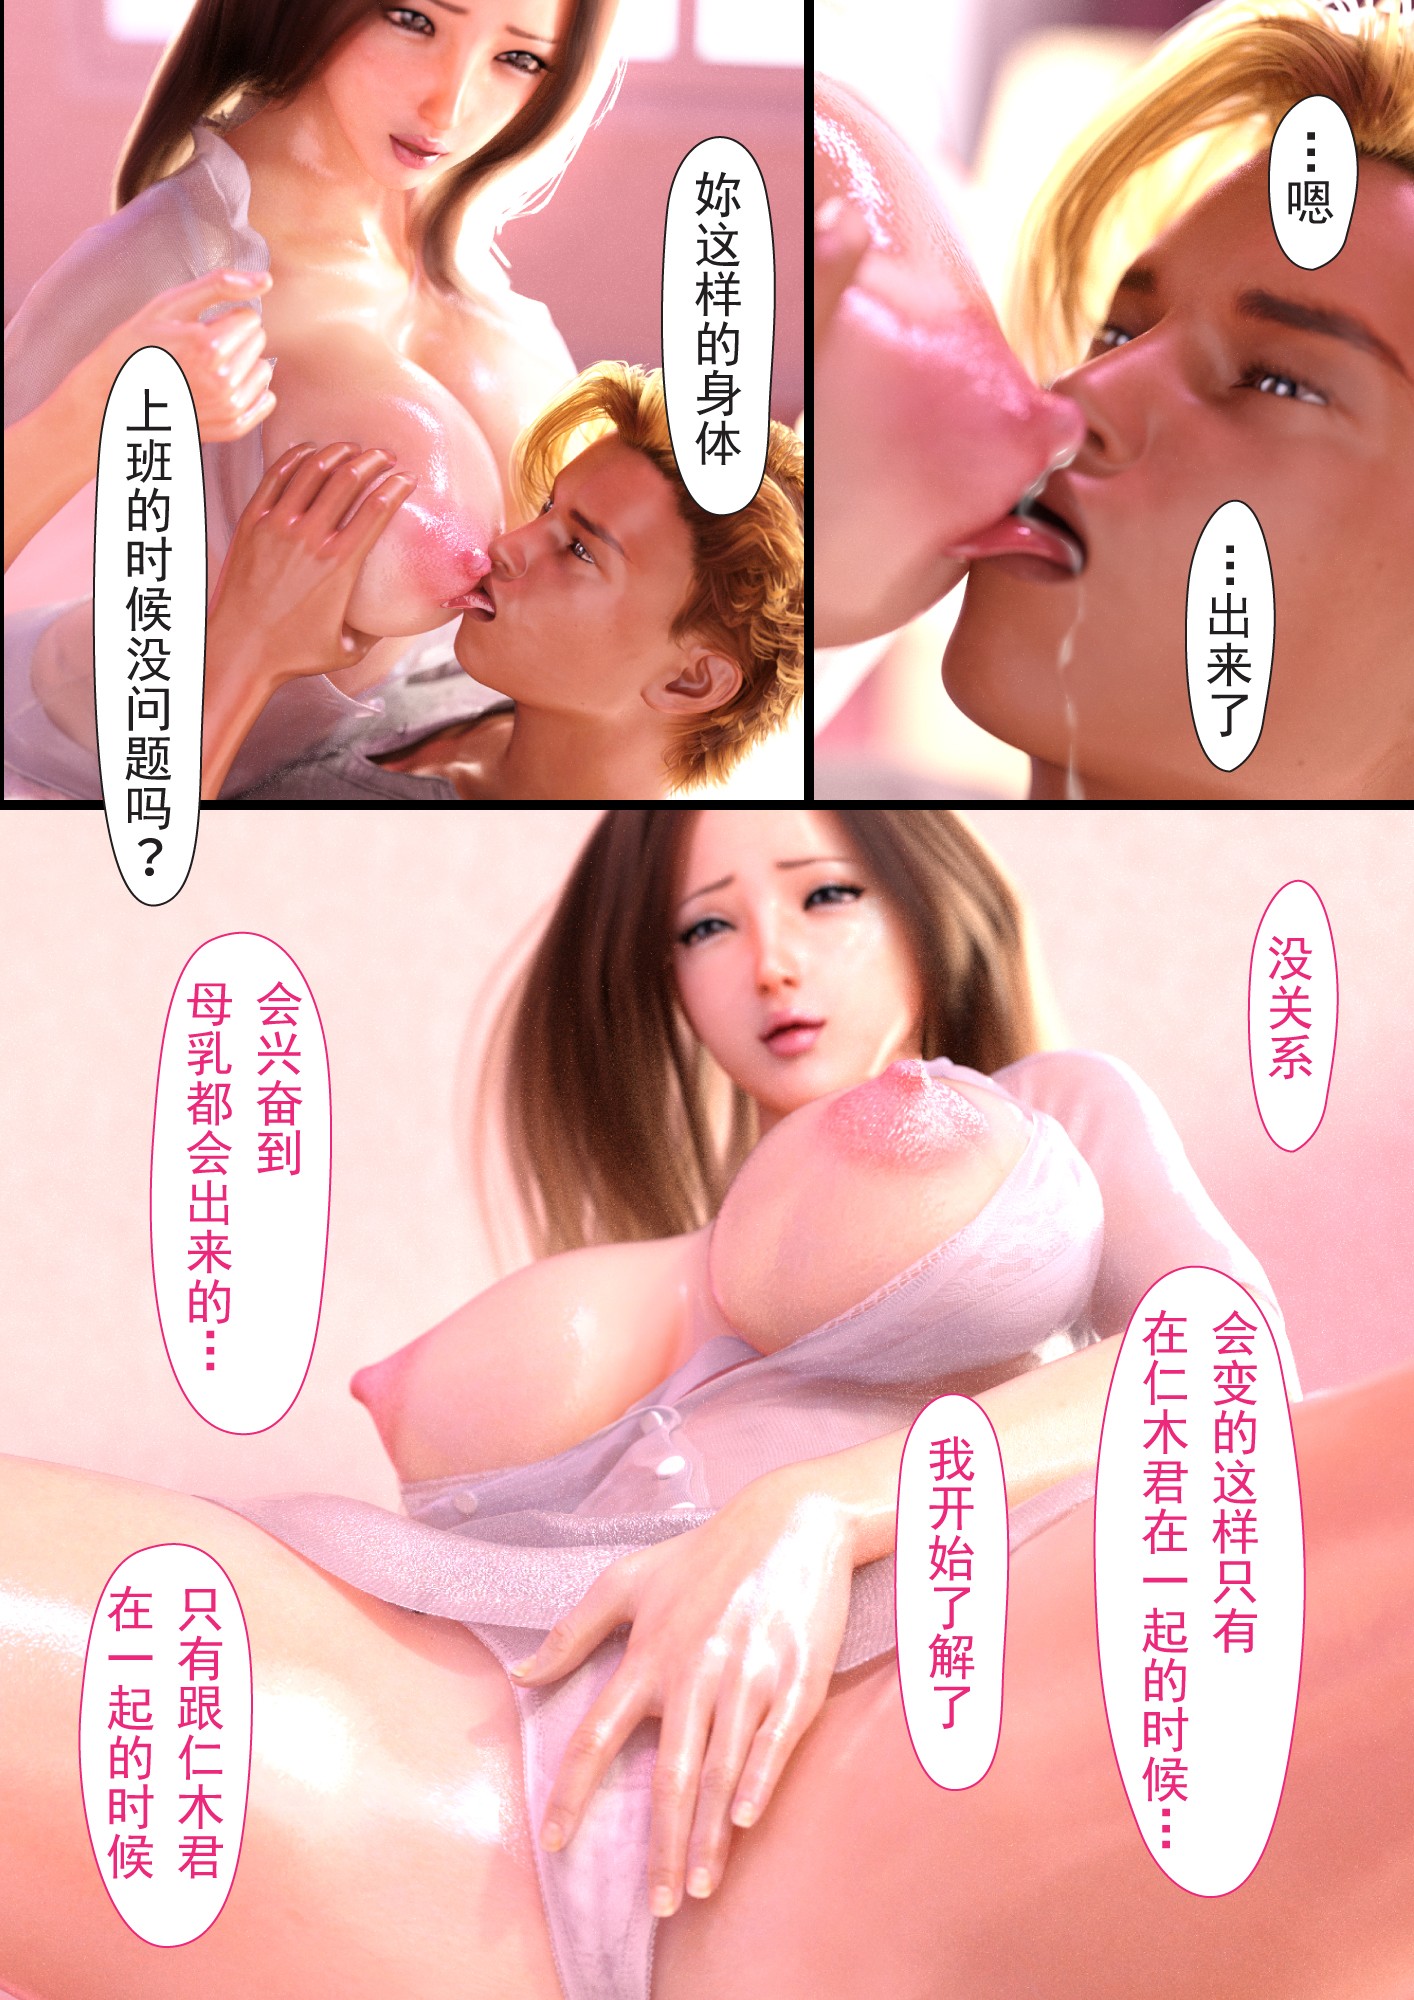 …嗯
…出来了
妳这样的身体
上班的时候没问题吗？
没关系
会变的这样只有
在仁木君在一起的时候…
我开始了解了
会兴奋到
母乳都会出来的…
只有跟仁木君
在一起的时候